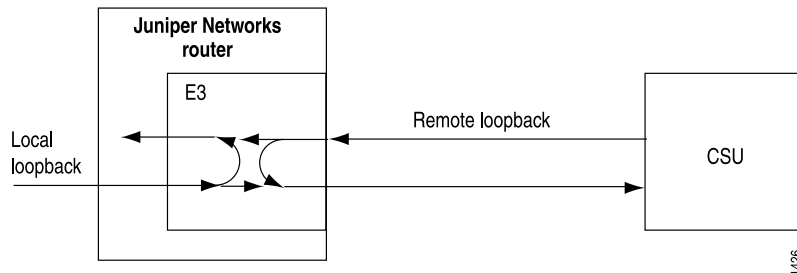 Juniper Networks
router
E3
Local
loopback
Remote loopback
CSU